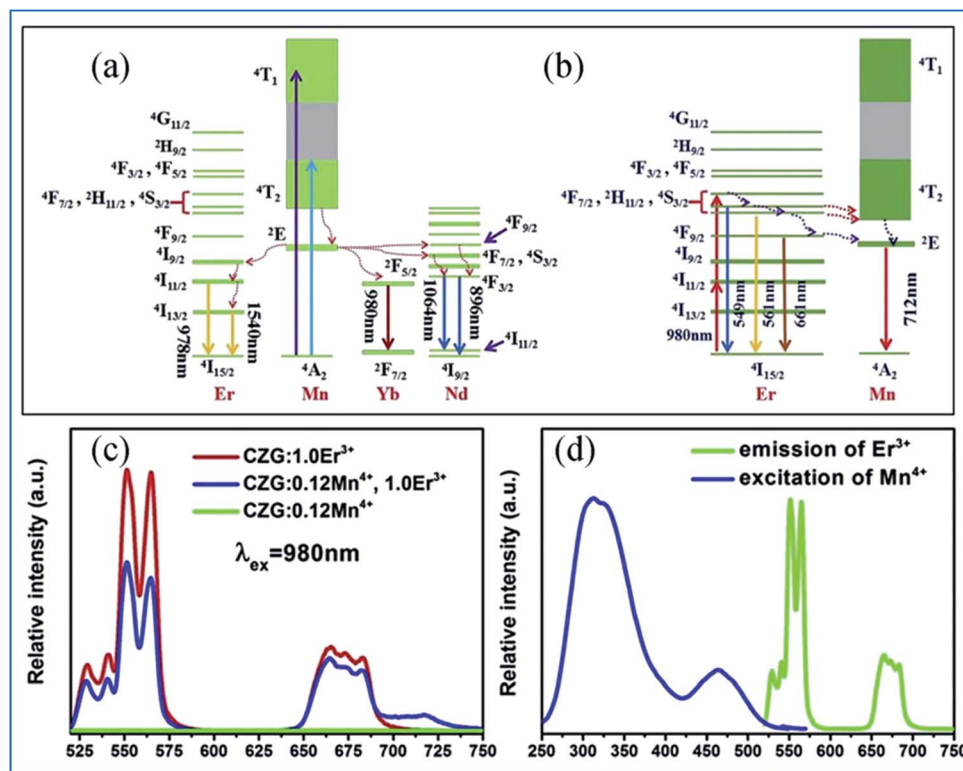 (a)
⁴T₁
⁴G₁₁/₂
²H₉/₂
⁴F₃/₂ , ⁴F₅/₂
⁴T₂
⁴F₇/₂ , ²H₁₁/₂ , ⁴S₃/₂
⁴F₉/₂
²E
⁴I₉/₂
⁴I₁₁/₂
⁴I₁₃/₂
978nm
1540nm
⁴I₁₅/₂
Er
⁴A₂
Mn
²F₅/₂
980nm
²F₇/₂
Yb
⁴F₉/₂
⁴F₇/₂ , ⁴S₃/₂
⁴F₃/₂
1064nm
896nm
⁴I₁₁/₂
⁴I₉/₂
Nd
(b)
⁴T₁
⁴G₁₁/₂
²H₉/₂
⁴F₃/₂ , ⁴F₅/₂
⁴T₂
⁴F₇/₂ , ²H₁₁/₂ , ⁴S₃/₂
²E
⁴F₉/₂
⁴I₉/₂
⁴I₁₁/₂
⁴I₁₃/₂
980nm
549nm
561nm
661nm
712nm
⁴I₁₅/₂
Er
⁴A₂
Mn
(c)
CZG:1.0Er³⁺
CZG:0.12Mn⁴⁺, 1.0Er³⁺
CZG:0.12Mn⁴⁺
λex=980nm
Relative intensity (a.u.)
520 550 575 600 625 650 675 700 725 750
(d)
emission of Er³⁺
excitation of Mn⁴⁺
Relative intensity (a.u.)
250 300 350 400 450 500 550 600 650 700 750